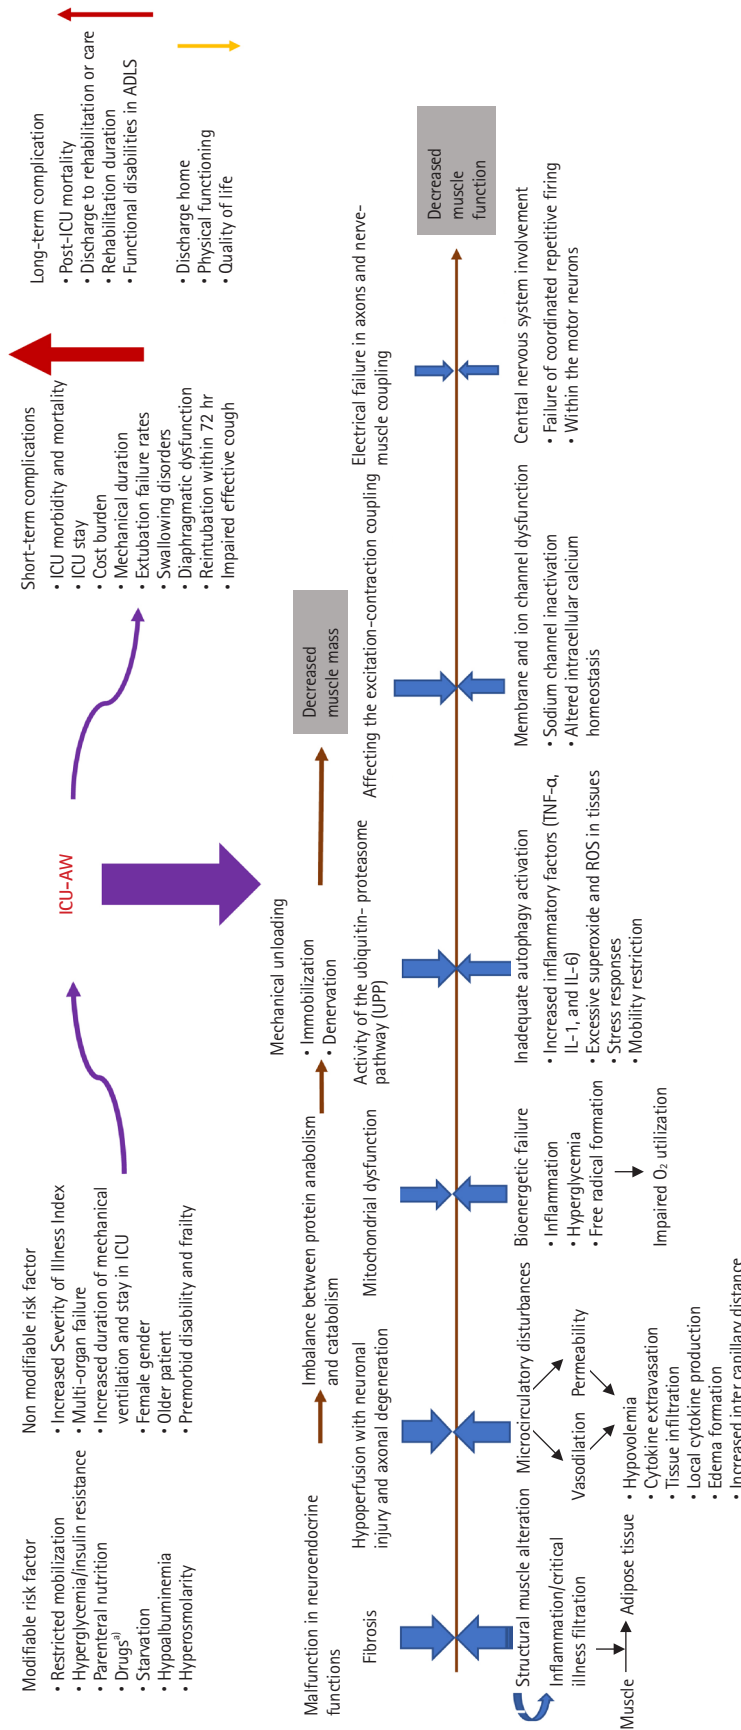 Modifiable risk factor
• Restricted mobilization
• Hyperglycemia/insulin resistance
• Parenteral nutrition
• Drugsᵃ⁾
• Starvation
• Hypoalbuminemia
• Hyperosmolarity
Non modifiable risk factor
• Increased Severity of Illness Index
• Multi-organ failure
• Increased duration of mechanical
ventilation and stay in ICU
• Female gender
• Older patient
• Premorbid disability and frailty
ICU-AW
Short-term complications
• ICU morbidity and mortality
• ICU stay
• Cost burden
• Mechanical duration
• Extubation failure rates
• Swallowing disorders
• Diaphragmatic dysfunction
• Reintubation within 72 hr
• Impaired effective cough
Long-term complication
• Post-ICU mortality
• Discharge to rehabilitation or care
• Rehabilitation duration
• Functional disabilities in ADLS
• Discharge home
• Physical functioning
• Quality of life
Malfunction in neuroendocrine
functions
Imbalance between protein anabolism
and catabolism
Mechanical unloading
• Immobilization
• Denervation
Decreased
muscle mass
Fibrosis
Hypoperfusion with neuronal
injury and axonal degeneration
Mitochondrial dysfunction
Activity of the ubiquitin- proteasome
pathway (UPP)
Affecting the excitation-contraction coupling
Electrical failure in axons and nerve-
muscle coupling
Decreased
muscle
function
Structural muscle alteration
Inflammation/critical
illness filtration
Muscle
Adipose tissue
Microcirculatory disturbances
Vasodilation
Permeability
• Hypovolemia
• Cytokine extravasation
• Tissue infiltration
• Local cytokine production
• Edema formation
• Increased inter capillary distance
Bioenergetic failure
• Inflammation
• Hyperglycemia
• Free radical formation
Impaired O₂ utilization
Inadequate autophagy activation
• Increased inflammatory factors (TNF-α,
IL-1, and IL-6)
• Excessive superoxide and ROS in tissues
• Stress responses
• Mobility restriction
Membrane and ion channel dysfunction
• Sodium channel inactivation
• Altered intracellular calcium
homeostasis
Central nervous system involvement
• Failure of coordinated repetitive firing
• Within the motor neurons